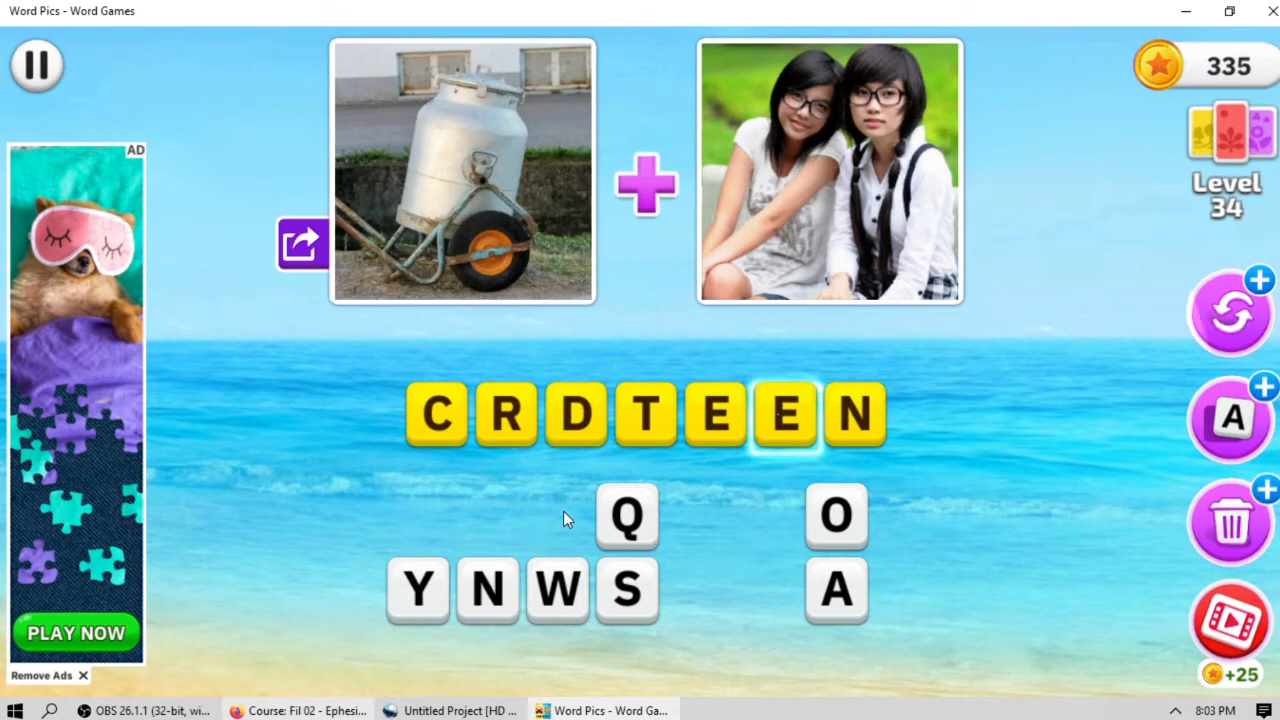 Word Pics - Word Games
335
AD
Level
34
C R D T E E N
A
Q O
Y N W S A
PLAY NOW
Remove Ads X
+25
OBS 26.1.1 (32-bit, wi...
Course: Fil 02 - Ephesi...
Untitled Project [HD ...
Word Pics - Word Ga...
8:03 PM